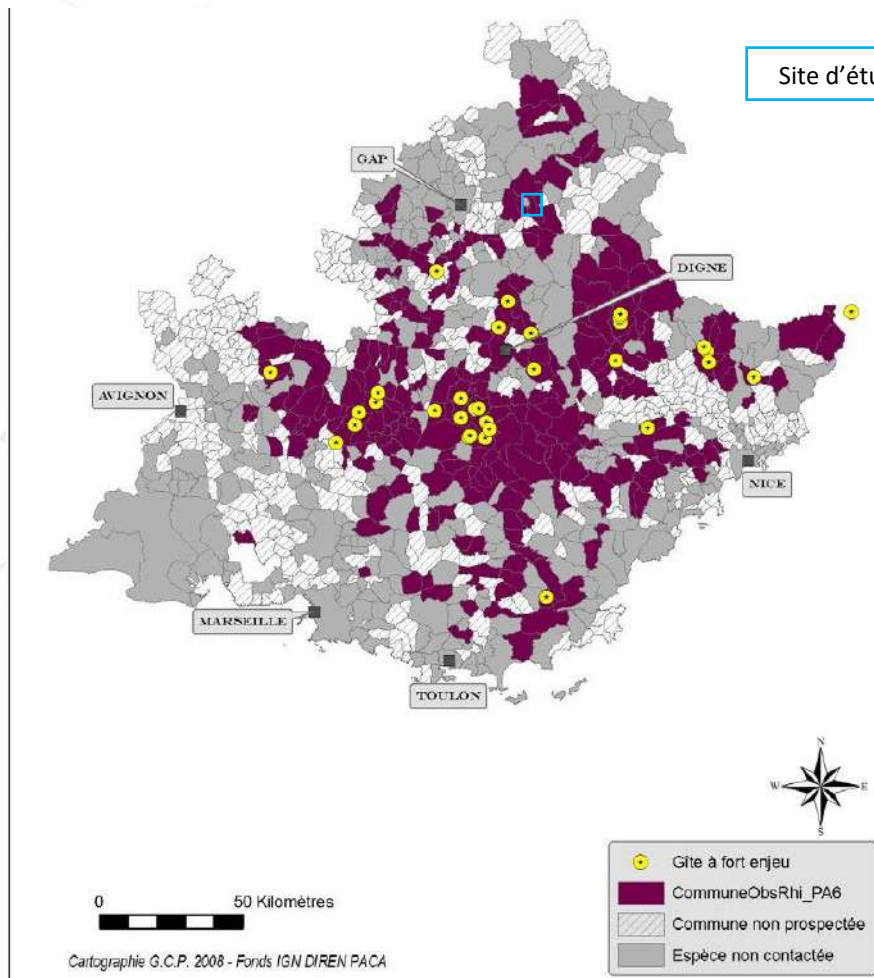 Site d'étu
GAP
DIGNE
AVIGNON
NICE
MARSEILLE
TOULON
N
W E
S
0 50 Kilomètres
Gîte à fort enjeu
CommuneObsRhi_PA6
Commune non prospectée
Espèce non contactée
Cartographie G.C.P. 2008 - Fonds IGN DIREN PACA